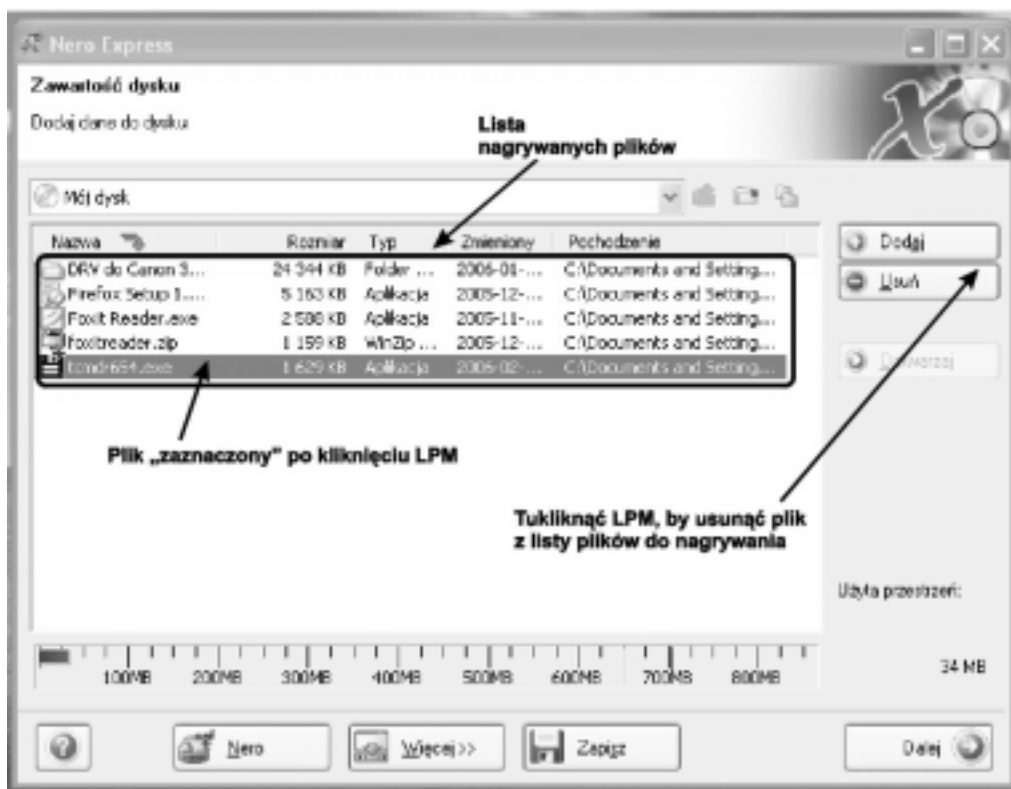 Nero Express
Zawartość dysku
Dodaj dane do dysku
Lista
nagrywanych plików
Mój dysk
Nazwa Rozmiar Typ Zmieniony Pochodzenie
DRV do Canon 3... 24 344 KB Folder ... 2006-01-... C:\Documents and Setting...
Firefox Setup 1.... 5 163 KB Aplikacja 2005-12-... C:\Documents and Setting...
Foxit Reader.exe 2 588 KB Aplikacja 2005-11-... C:\Documents and Setting...
foxitreader.zip 1 159 KB WinZip ... 2005-12-... C:\Documents and Setting...
tcmdr654.exe 1 629 KB Aplikacja 2006-02-... C:\Documents and Setting...
Dodaj
Usuń
Odtwarzaj
Plik „zaznaczony” po kliknięciu LPM
Tukliknąć LPM, by usunąć plik
z listy plików do nagrywania
Użyta przestrzeń:
100MB 200MB 300MB 400MB 500MB 600MB 700MB 800MB
34 MB
Nero Więcej >> Zapisz Dalej